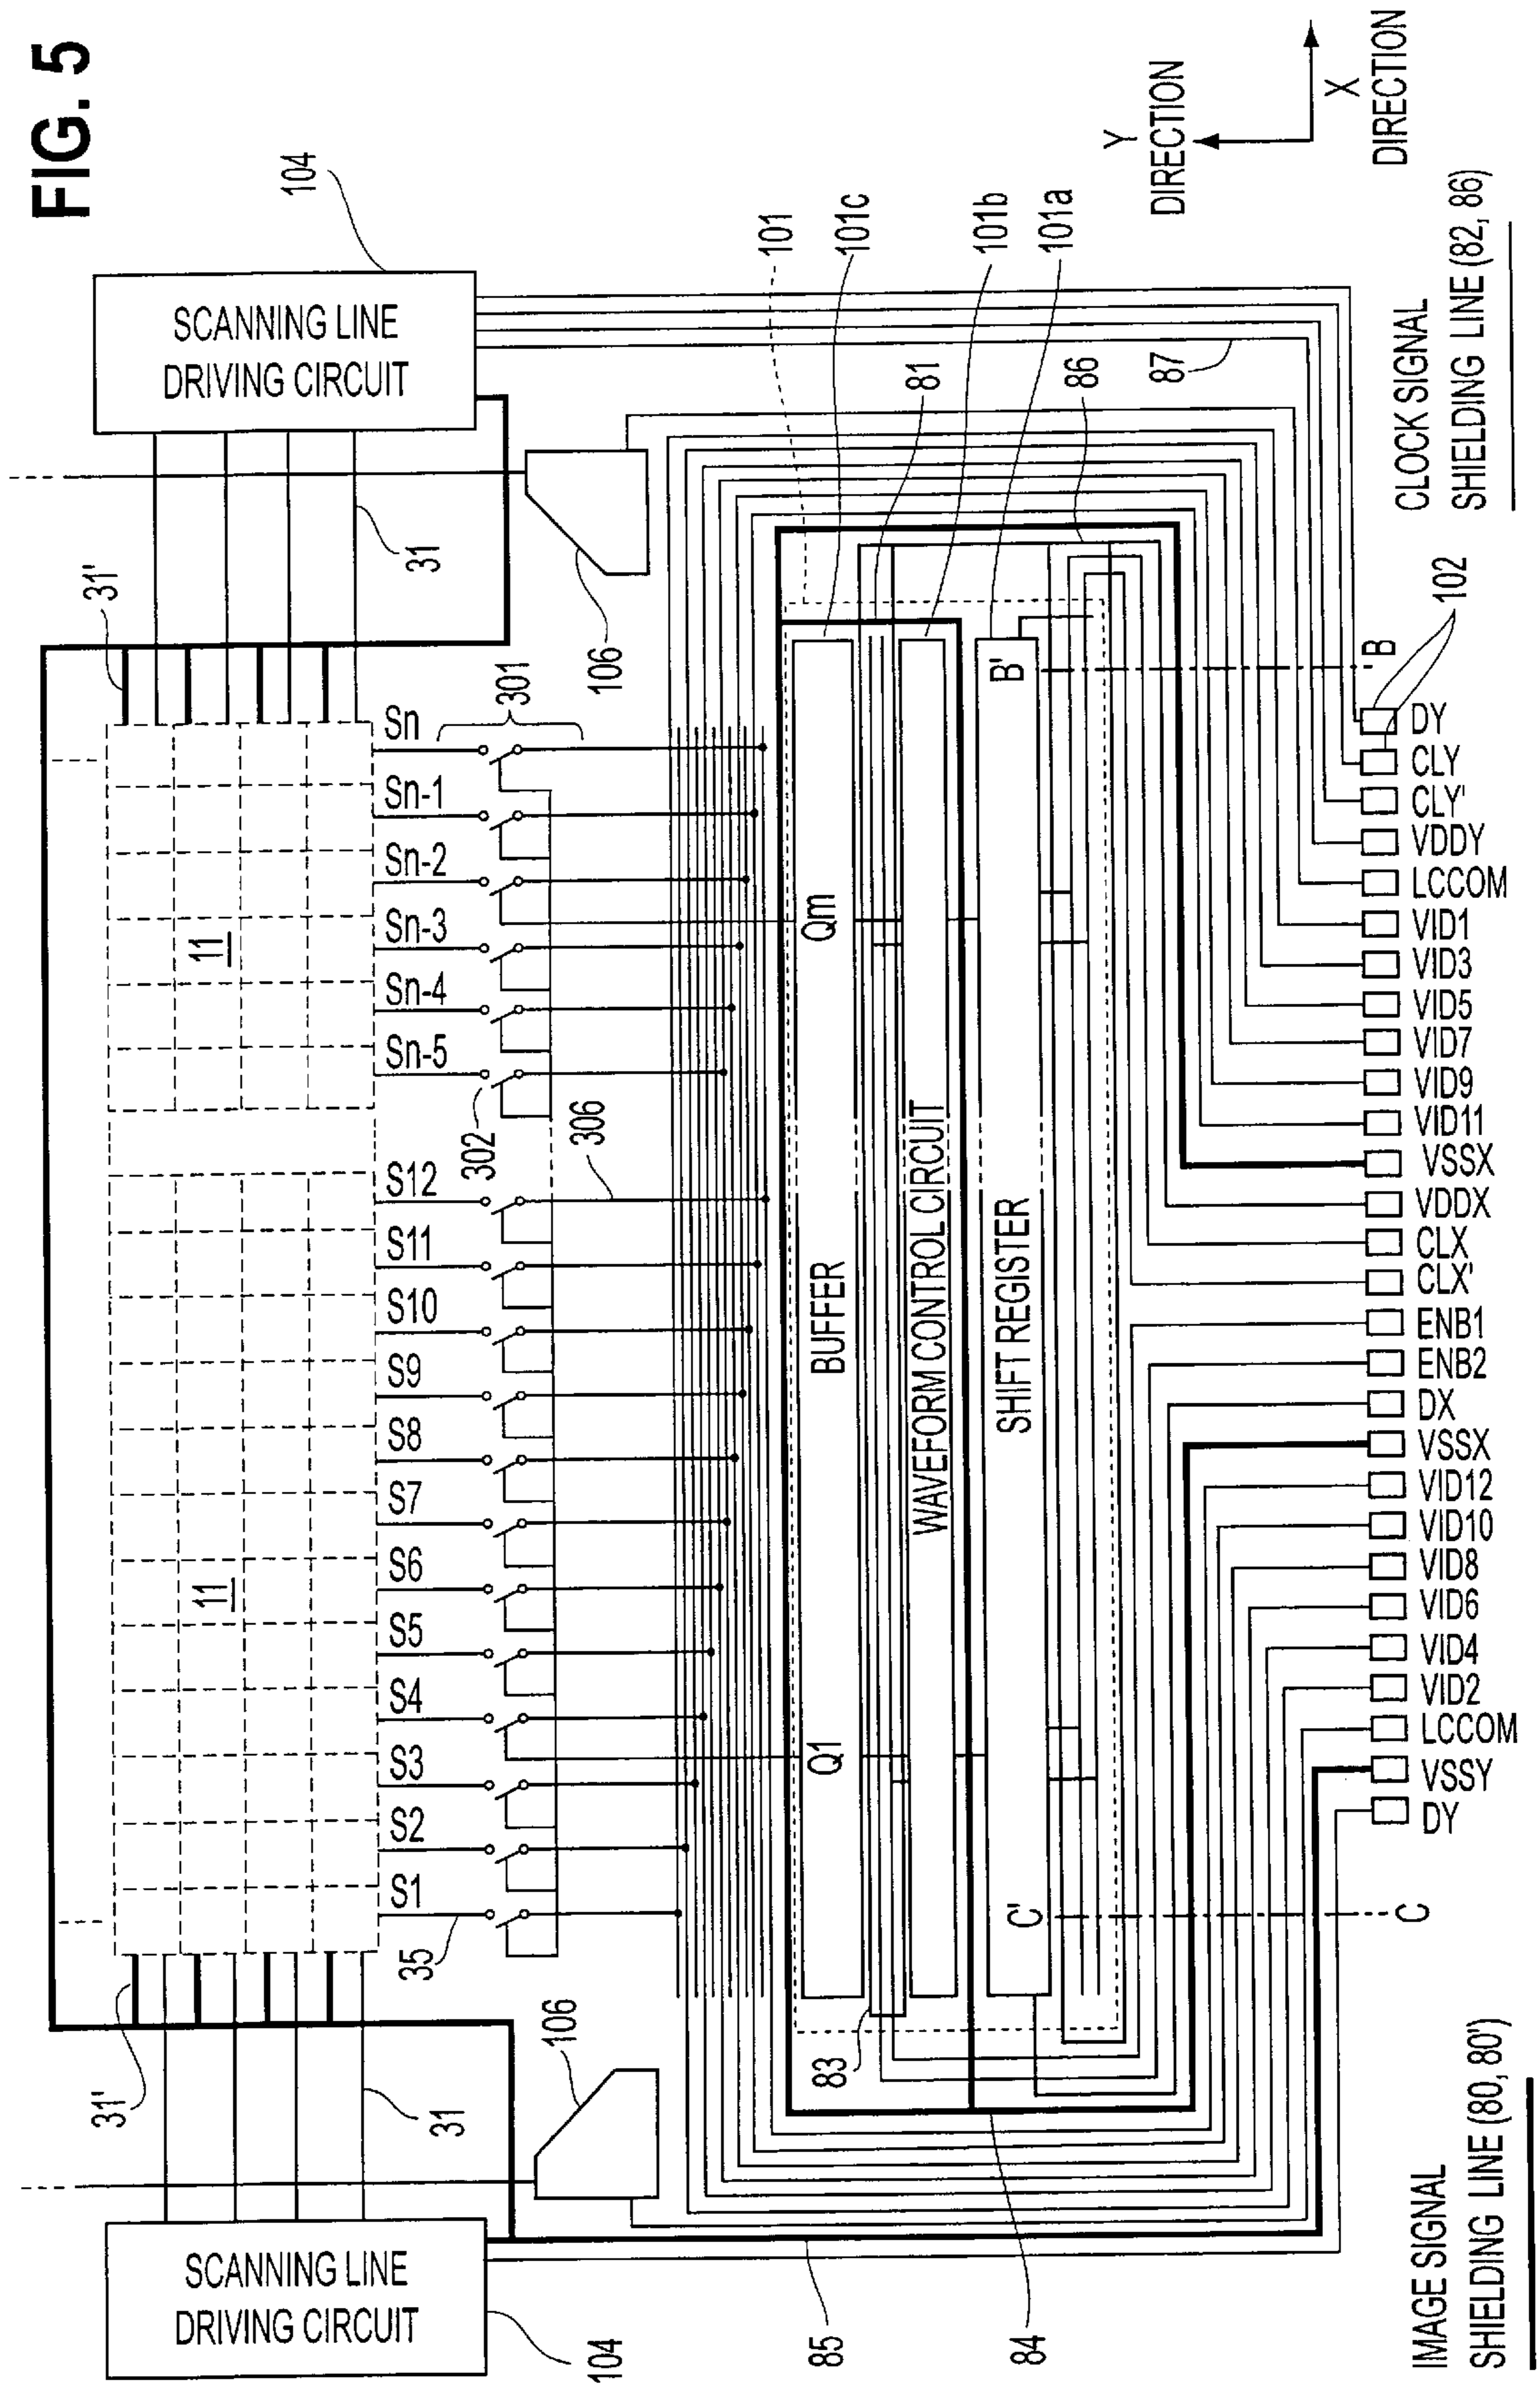 FIG. 5
SCANNING LINE
DRIVING CIRCUIT
104
SCANNING LINE
DRIVING CIRCUIT
104
31'
31
31'
31
11
11
106
106
S1
S2
S3
S4
S5
S6
S7
S8
S9
S10
S11
S12
Sn-5
Sn-4
Sn-3
Sn-2
Sn-1
Sn
35
302
301
306
101
101c
81
101b
101a
86
87
Q1
Qm
BUFFER
WAVEFORM CONTROL CIRCUIT
SHIFT REGISTER
83
85
84
C'
B'
C
B
102
DY
VSSY
LCCOM
VID2
VID4
VID6
VID8
VID10
VID12
VSSX
DX
ENB2
ENB1
CLX'
CLX
VDDX
VSSX
VID11
VID9
VID7
VID5
VID3
VID1
LCCOM
VDDY
CLY'
CLY
DY
Y
DIRECTION
X
DIRECTION
IMAGE SIGNAL
SHIELDING LINE (80, 80')
CLOCK SIGNAL
SHIELDING LINE (82, 86)